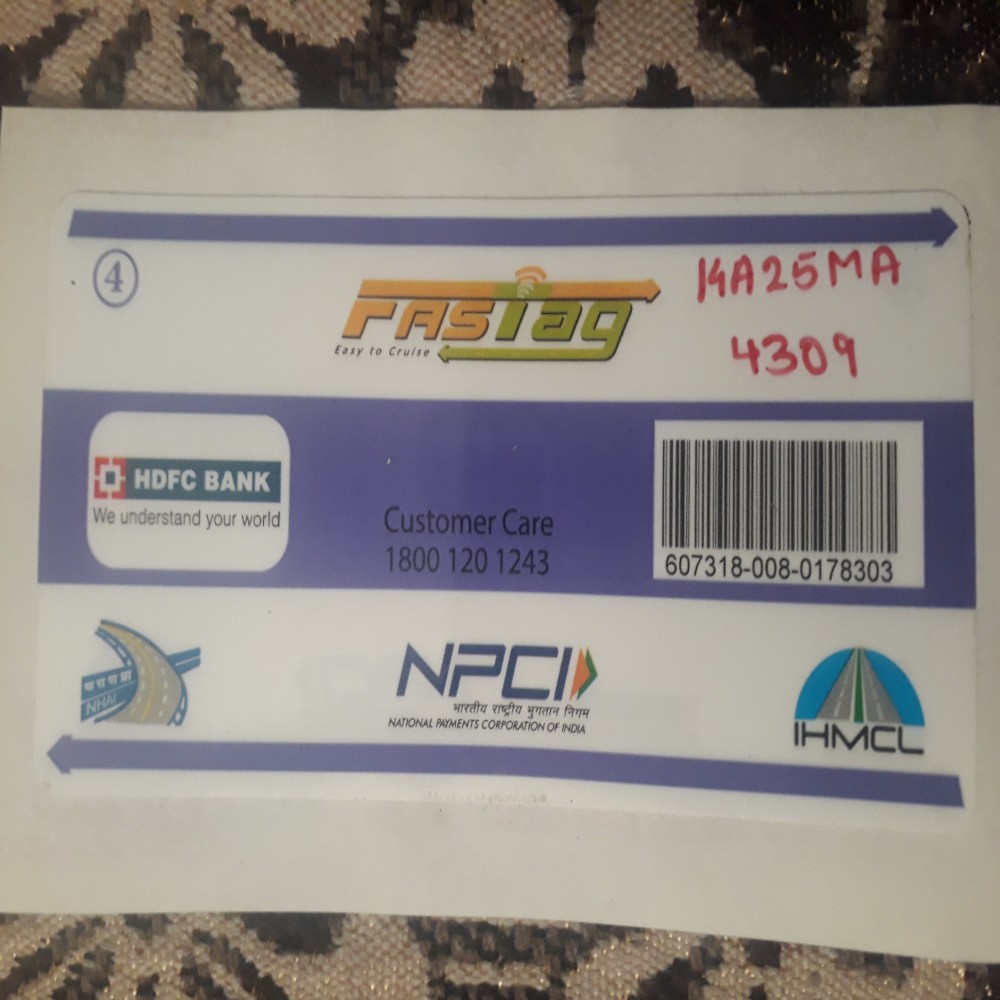 4
FASTag
Easy to Cruise
KA25MA
4309
HDFC BANK
We understand your world
Customer Care
1800 120 1243
607318-008-0178303
NHAI
NPCI
भारतीय राष्ट्रीय भुगतान निगम
NATIONAL PAYMENTS CORPORATION OF INDIA
IHMCL